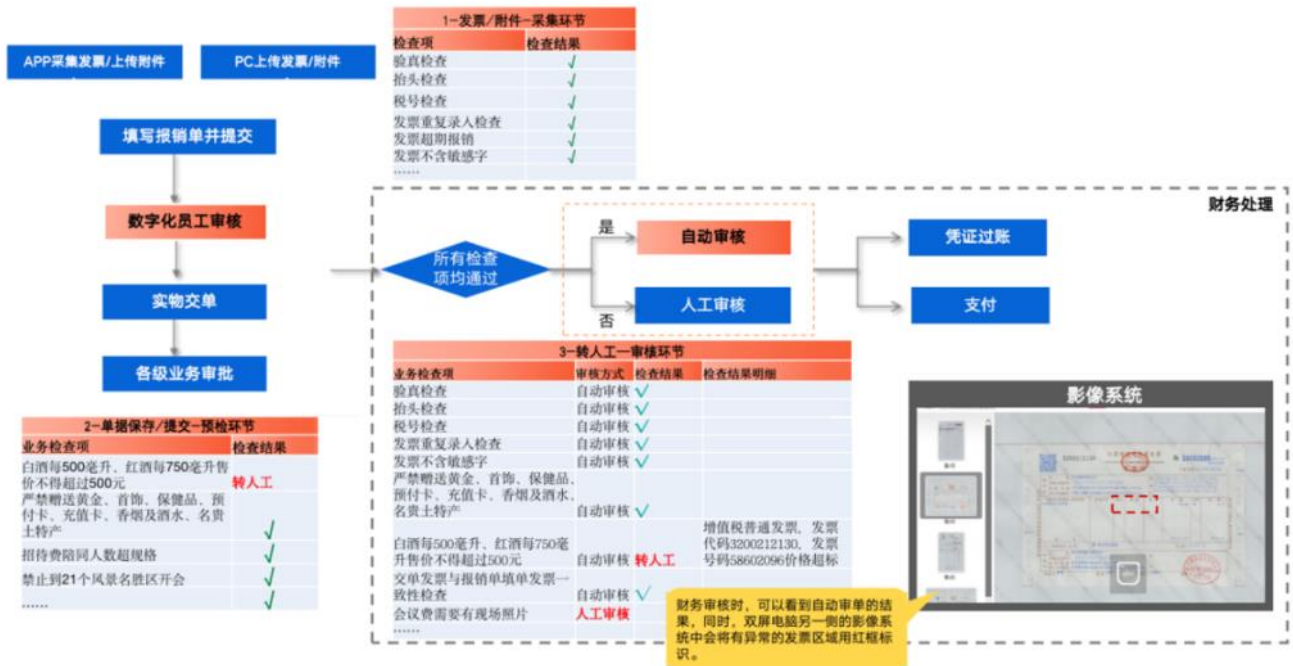 APP采集发票/上传附件
PC上传发票/附件
填写报销单并提交
数字化员工审核
实物交单
各级业务审批
1-发票/附件-采集环节
检查项 检查结果
验真检查 √
抬头检查 √
税号检查 √
发票重复录入检查 √
发票超期报销 √
发票不含敏感字 √
……
2-单据保存/提交-预检环节
业务检查项 检查结果
白酒每500毫升、红酒每750毫升售
价不得超过500元 转人工
严禁赠送黄金、首饰、保健品、预
付卡、充值卡、香烟及酒水、名贵
土特产 √
招待费陪同人数超规格 √
禁止到21个风景名胜区开会 √
…… √
财务处理
所有检查
项均通过
是
否
自动审核
人工审核
凭证过账
支付
3-转人工-审核环节
业务检查项 审核方式 检查结果 检查结果明细
验真检查 自动审核 √
抬头检查 自动审核 √
税号检查 自动审核 √
发票重复录入检查 自动审核 √
发票不含敏感字 自动审核 √
严禁赠送黄金、首饰、保健品、
预付卡、充值卡、香烟及酒水、
名贵土特产 自动审核 √
白酒每500毫升、红酒每750毫
升售价不得超过500元 自动审核 转人工
增值税普通发票，发票
代码3200212130，发票
号码58602096价格超标
交单发票与报销单填单发票一
致性检查 自动审核 √
会议费需要有现场照片 人工审核
……
影像系统
财务审核时，可以看到自动审单的结
果，同时，双屏电脑另一侧的影像系
统中会将有异常的发票区域用红框标
识。